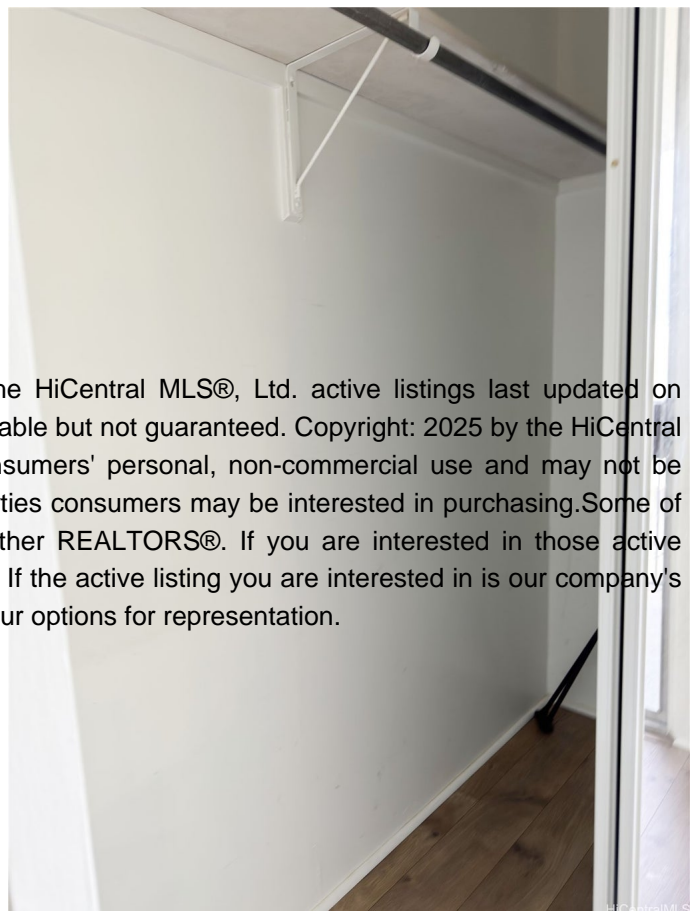 he HiCentral MLS®, Ltd. active listings last updated on
able but not guaranteed. Copyright: 2025 by the HiCentral
nsumers' personal, non-commercial use and may not be
ties consumers may be interested in purchasing.Some of
ther REALTORS®. If you are interested in those active
If the active listing you are interested in is our company's
ur options for representation.
HiCentralMLS